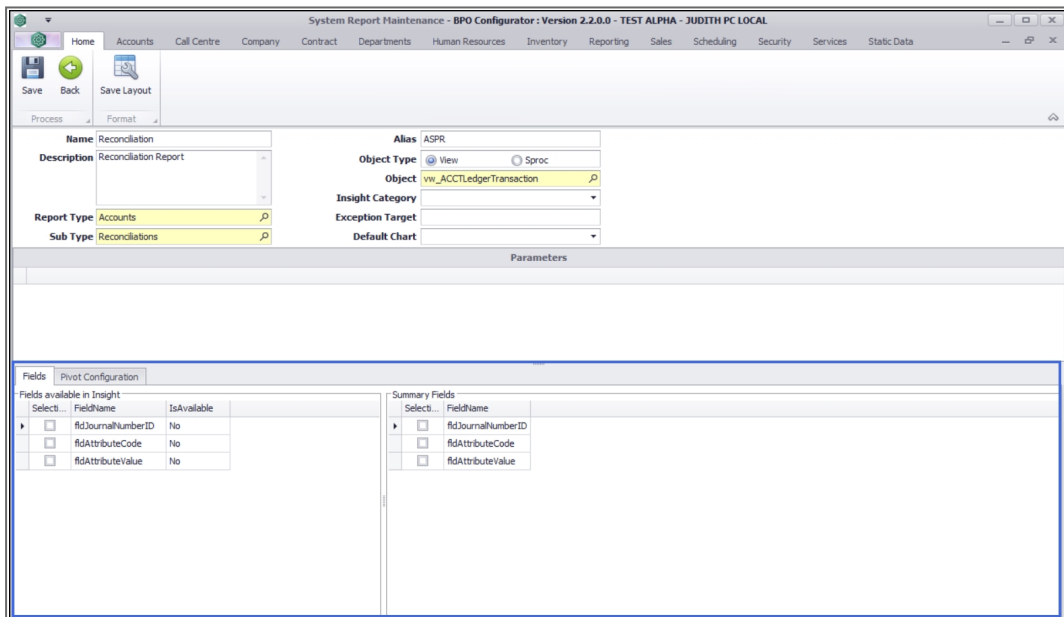 System Report Maintenance - BPO Configurator : Version 2.2.0.0 - TEST ALPHA - JUDITH PC LOCAL
Home Accounts Call Centre Company Contract Departments Human Resources Inventory Reporting Sales Scheduling Security Services Static Data
Save Back Save Layout
Process Format
Name Reconciliation Alias ASPR
Description Reconciliation Report Object Type View Sproc
Object vw_ACCTLedgerTransaction
Insight Category
Report Type Accounts Exception Target
Sub Type Reconciliations Default Chart
Parameters
Fields Pivot Configuration
Fields available in Insight Summary Fields
Selecti... FieldName IsAvailable Selecti... FieldName
fldJournalNumberID No fldJournalNumberID
fldAttributeCode No fldAttributeCode
fldAttributeValue No fldAttributeValue